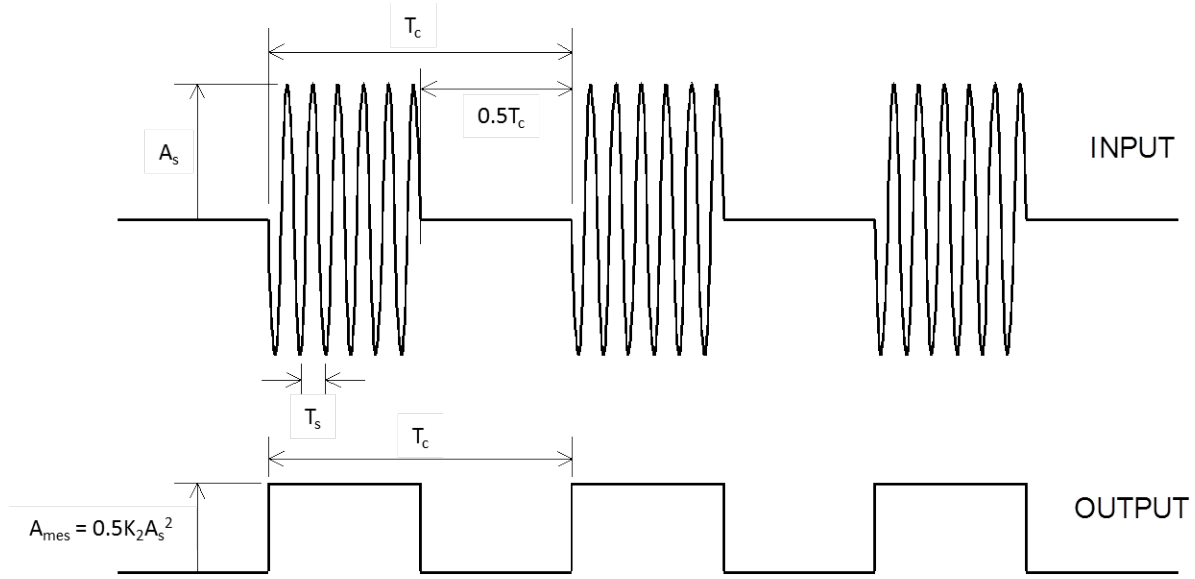 T_c
0.5T_c
A_s
INPUT
T_s
T_c
A_mes = 0.5K_2A_s^2
OUTPUT